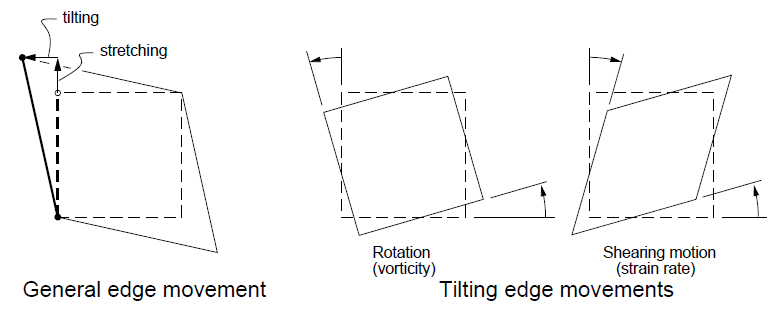 tilting
stretching
Rotation
(vorticity)
Shearing motion
(strain rate)
General edge movement
Tilting edge movements